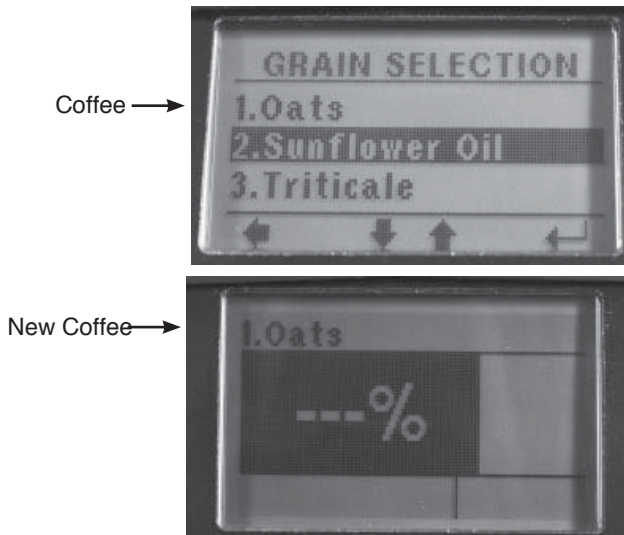 GRAIN SELECTION
Coffee
1.Oats
2.Sunflower Oil
3.Triticale
New Coffee
1.Oats
---%